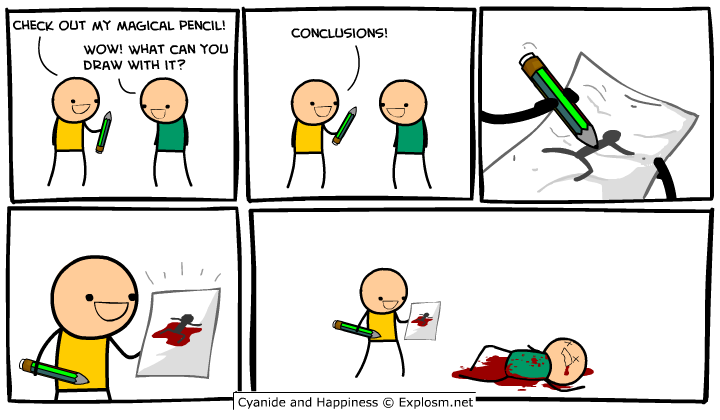 CHECK OUT MY MAGICAL PENCIL!
WOW! WHAT CAN YOU
DRAW WITH IT?
CONCLUSIONS!
Cyanide and Happiness © Explosm.net